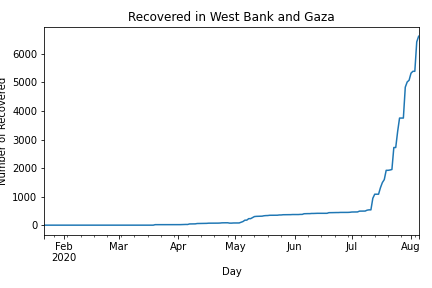 Recovered in West Bank and Gaza
Number of Recovered
6000
5000
4000
3000
2000
1000
0
Feb Mar Apr May Jun Jul Aug
2020
Day